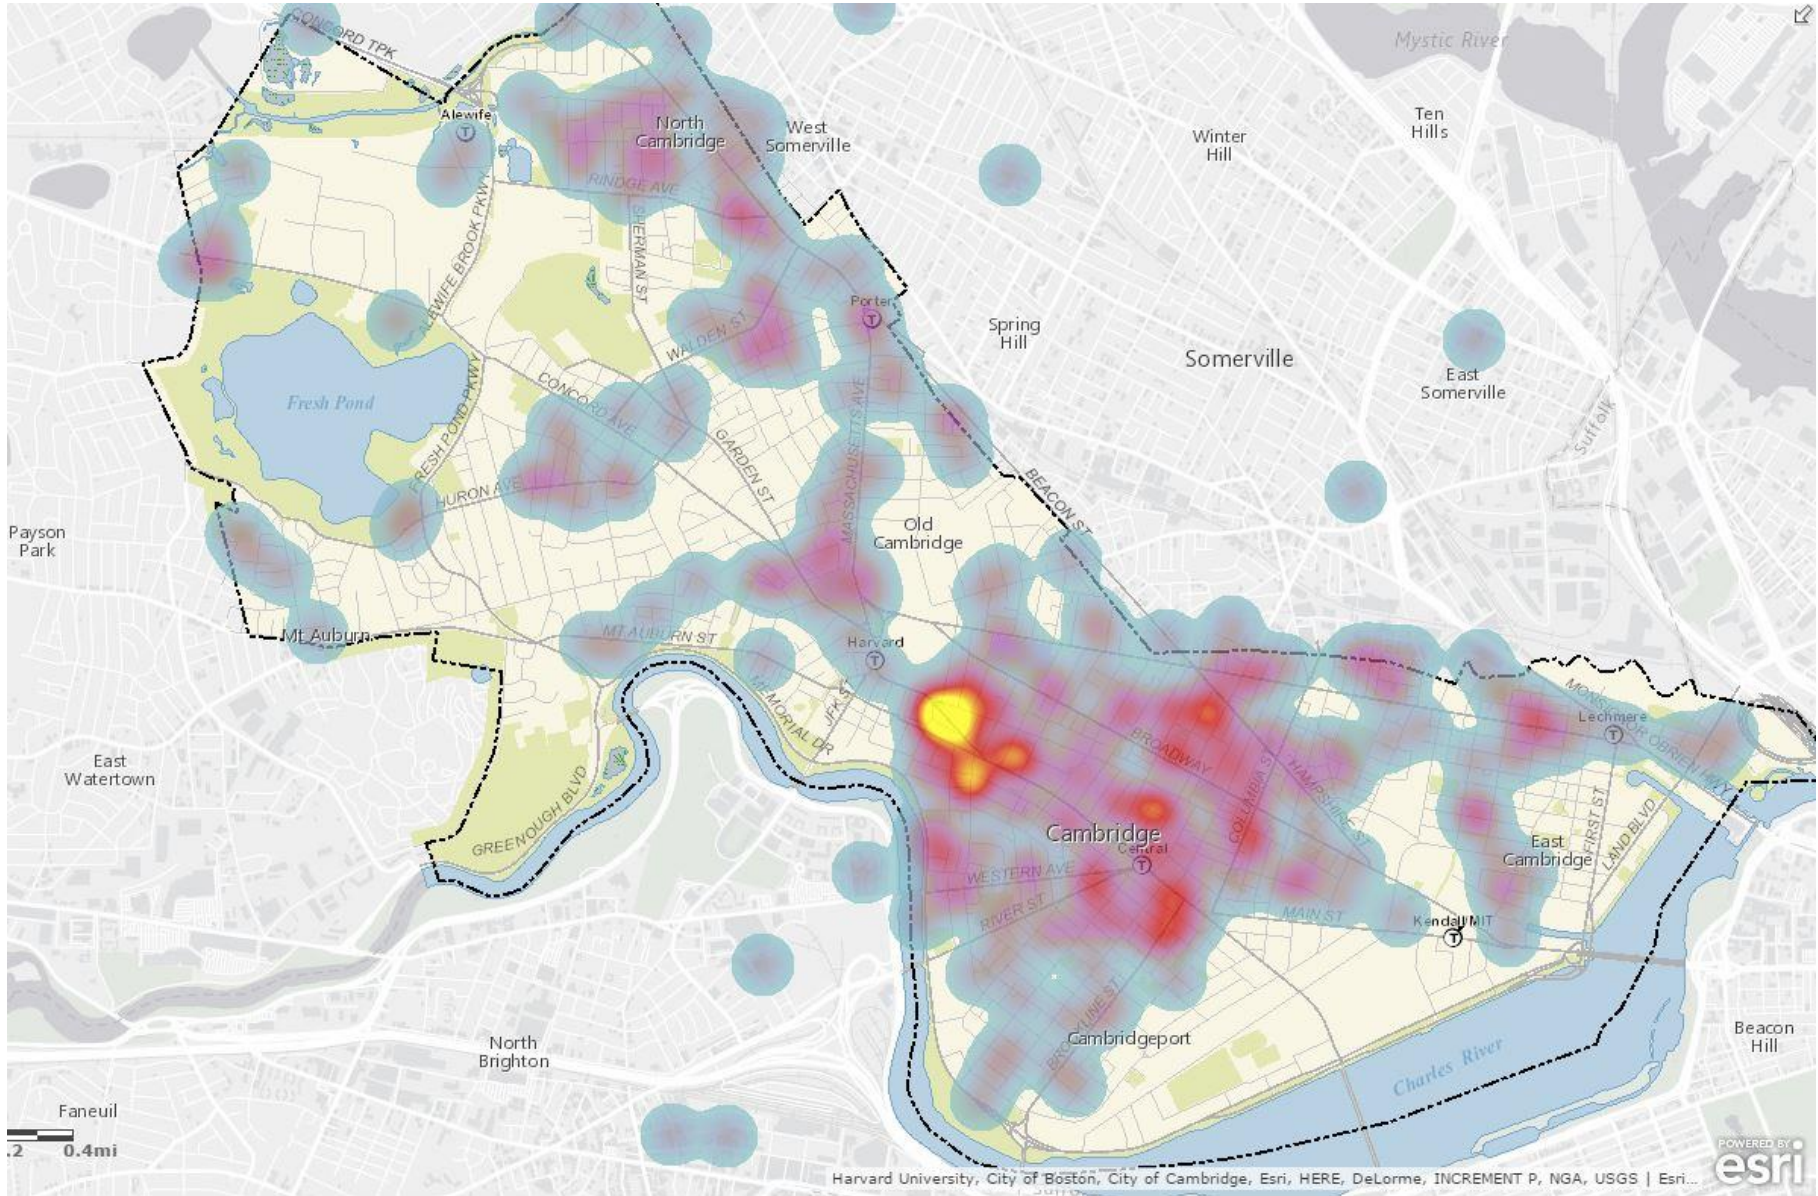 CONCORD TPK
Mystic River
Alewife
North
Cambridge
West
Somerville
Winter
Hill
Ten
Hills
RINDGE AVE
SHERMAN ST
ALEWIFE BROOK PKWY
Porter
WALDEN ST
Spring
Hill
Somerville
East
Somerville
Suffolk
Fresh Pond
FRESH POND PKWY
CONCORD AVE
GARDEN ST
MASSACHUSETTS AVE
HURON AVE
BEACON ST
Payson
Park
Old
Cambridge
Mt Auburn
MT AUBURN ST
Harvard
MEMORIAL DR
JFK ST
East
Watertown
GREENOUGH BLVD
BROADWAY
COLUMBIA ST
HAMPSHIRE ST
MONSIGNOR OBRIEN HWY
Lechmere
Cambridge
Central
WESTERN AVE
RIVER ST
MAIN ST
Kendall/MIT
East
Cambridge
FIRST ST
LAND BLVD
BROOKLINE ST
Cambridgeport
North
Brighton
Charles River
Beacon
Hill
Faneuil
.2 0.4mi
POWERED BY
esri
Harvard University, City of Boston, City of Cambridge, Esri, HERE, DeLorme, INCREMENT P, NGA, USGS | Esri...